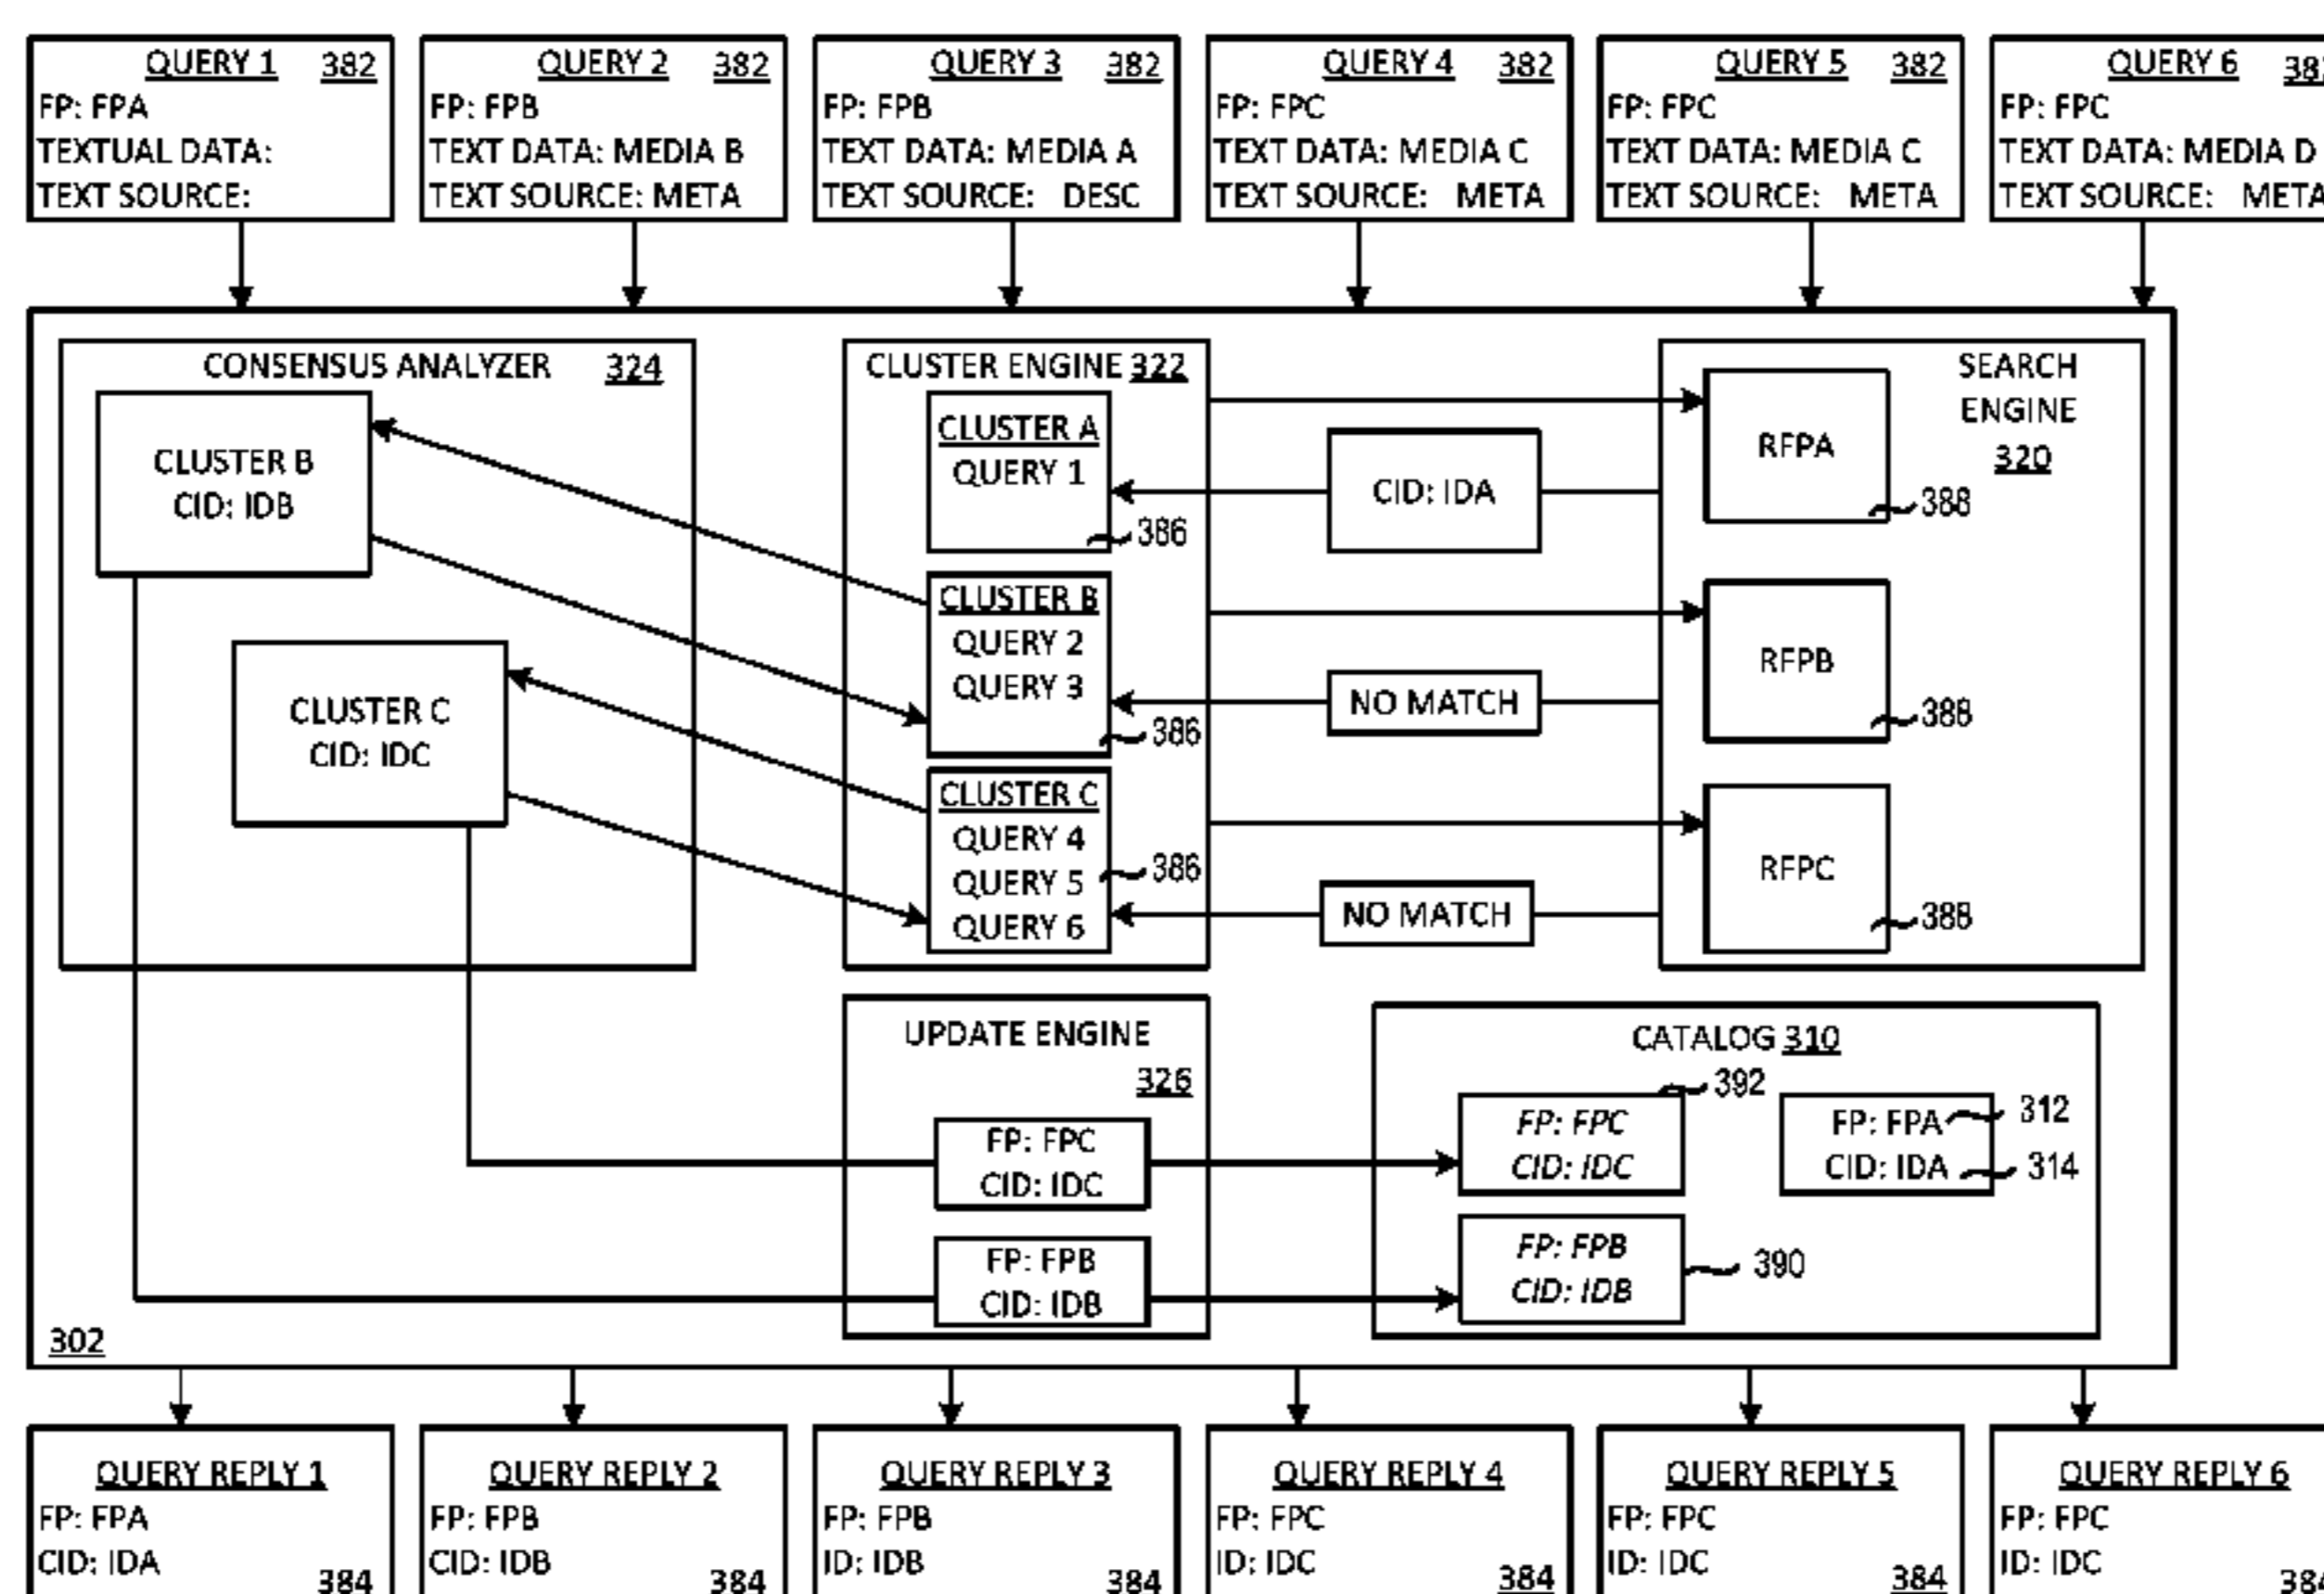 QUERY 1 382
FP: FPA
TEXTUAL DATA:
TEXT SOURCE:
QUERY 2 382
FP: FPB
TEXT DATA: MEDIA B
TEXT SOURCE: META
QUERY 3 382
FP: FPB
TEXT DATA: MEDIA A
TEXT SOURCE: DESC
QUERY 4 382
FP: FPC
TEXT DATA: MEDIA C
TEXT SOURCE: META
QUERY 5 382
FP: FPC
TEXT DATA: MEDIA C
TEXT SOURCE: META
QUERY 6
FP: FPC
TEXT DATA: MEDIA D
TEXT SOURCE: META
CONSENSUS ANALYZER 324
CLUSTER B
CID: IDB
CLUSTER C
CID: IDC
CLUSTER ENGINE 322
CLUSTER A
QUERY 1
386
CLUSTER B
QUERY 2
QUERY 3
386
CLUSTER C
QUERY 4
QUERY 5
QUERY 6
386
CID: IDA
NO MATCH
NO MATCH
SEARCH
ENGINE
320
RFPA
388
RFPB
388
RFPC
388
UPDATE ENGINE
326
FP: FPC
CID: IDC
FP: FPB
CID: IDB
CATALOG 310
392
FP: FPC
CID: IDC
FP: FPA 312
CID: IDA 314
FP: FPB
CID: IDB
390
302
QUERY REPLY 1
FP: FPA
CID: IDA
384
QUERY REPLY 2
FP: FPB
CID: IDB
384
QUERY REPLY 3
FP: FPB
ID: IDB
384
QUERY REPLY 4
FP: FPC
ID: IDC
384
QUERY REPLY 5
FP: FPC
ID: IDC
384
QUERY REPLY 6
FP: FPC
ID: IDC